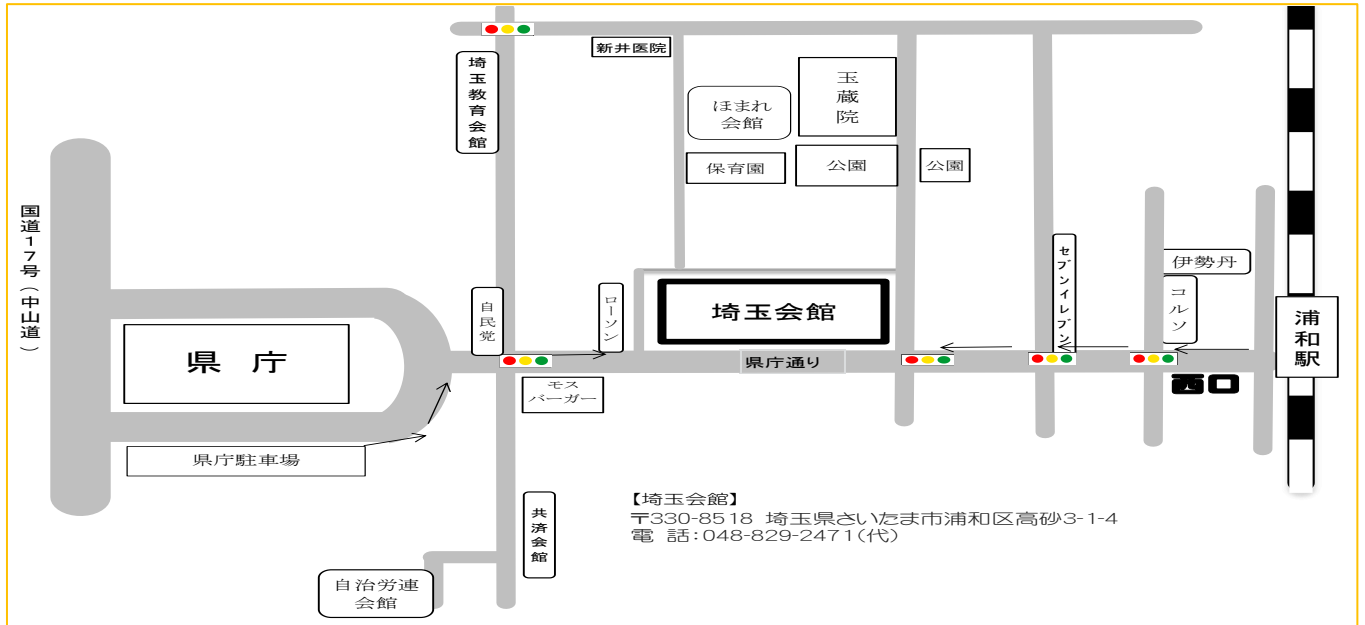 新井医院
埼玉教育会館
玉蔵院
ほまれ
会館
保育園
公園
公園
国道17号(中山道)
セブンイレブン
伊勢丹
コルソ
自民党
ローソン
埼玉会館
浦和駅
県庁
県庁通り
西口
モス
バーガー
県庁駐車場
共済会館
【埼玉会館】
〒330-8518 埼玉県さいたま市浦和区高砂3-1-4
電 話:048-829-2471(代)
自治労連
会館